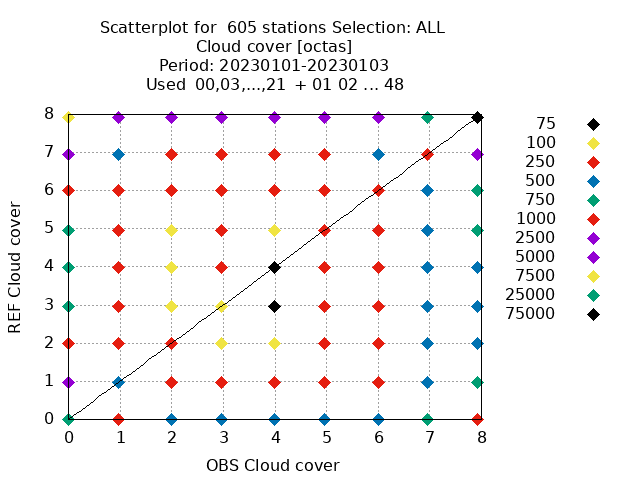 Scatterplot for  605 stations Selection: ALL
Cloud cover [octas]
Period: 20230101-20230103
Used  00,03,...,21  + 01 02 ... 48
8
7
6
5
4
3
2
1
0
REF Cloud cover
0 1 2 3 4 5 6 7 8
OBS Cloud cover
75
100
250
500
750
1000
2500
5000
7500
25000
75000